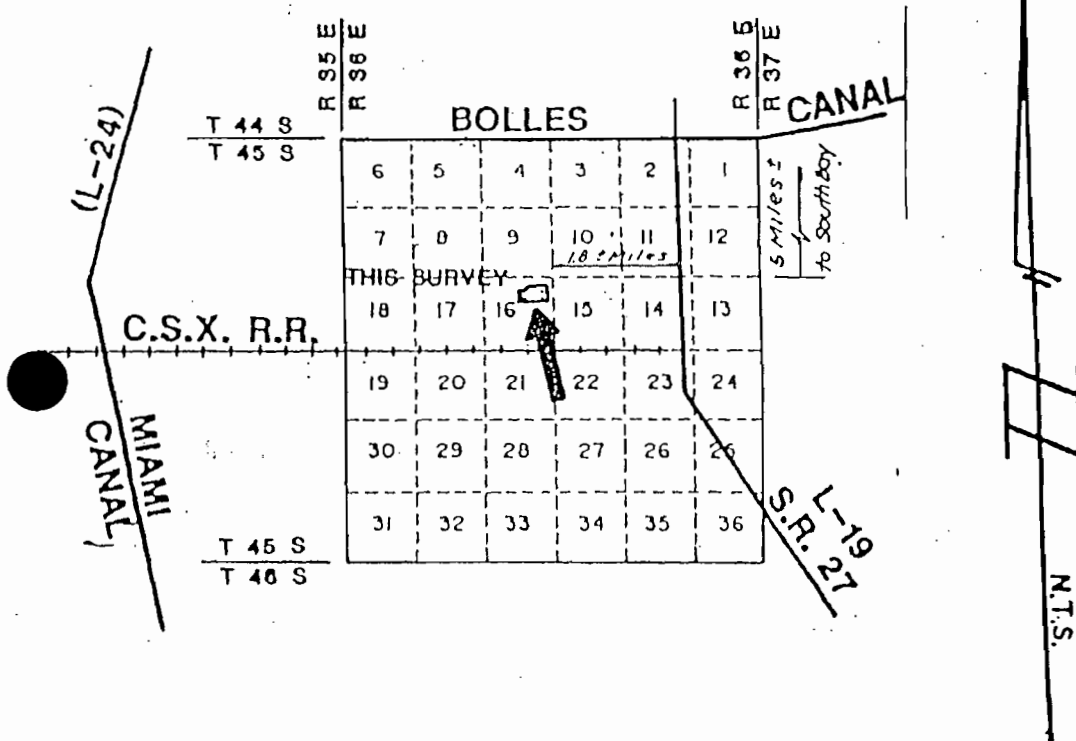 R 35 E
R 36 E
R 36 E
R 37 E
(L-24)
T 44 S
T 45 S
BOLLES
CANAL
6 5 4 3 2 1
5 Miles ±
to South Bay
7 8 9 10 11 12
1.8 ± Miles
THIS SURVEY
18 17 16 15 14 13
C.S.X. R.R.
19 20 21 22 23 24
MIAMI
CANAL
30 29 28 27 26 25
31 32 33 34 35 36
L-19
S.R. 27
T 45 S
T 46 S
N.T.S.